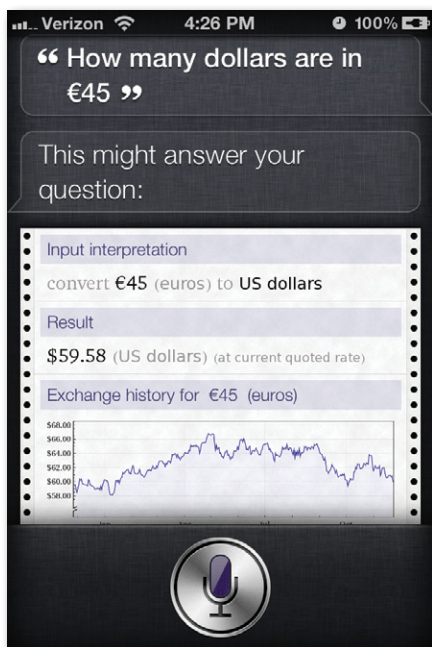 Verizon 4:26 PM 100%
“ How many dollars are in
€45 ”
This might answer your
question:
Input interpretation
convert €45 (euros) to US dollars
Result
$59.58 (US dollars) (at current quoted rate)
Exchange history for €45 (euros)
$68.00
$66.00
$64.00
$62.00
$60.00
$58.00